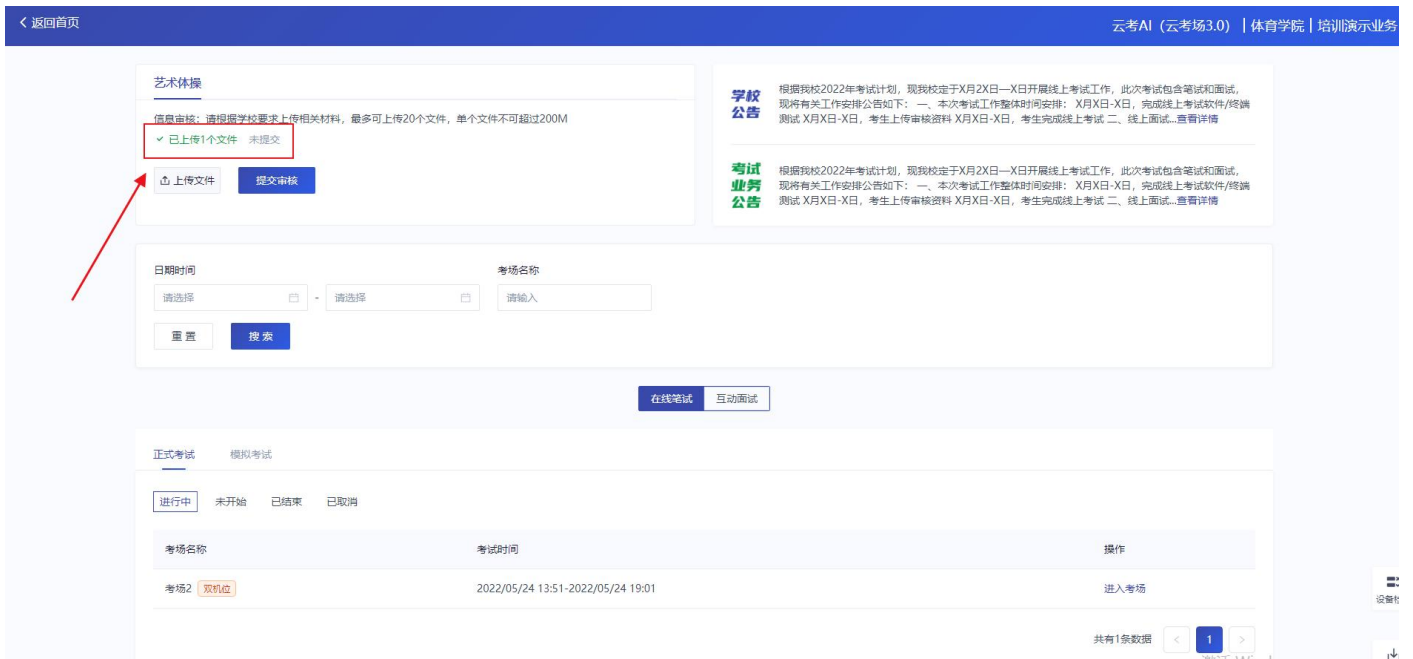 返回首页
云考AI（云考场3.0）｜体育学院｜培训演示业务
艺术体操
信息审核：请根据学校要求上传相关材料，最多可上传20个文件，单个文件不可超过200M
已上传1个文件 未提交
上传文件 提交审核
学校
公告
根据我校2022年考试计划，现我校定于X月2X日—X日开展线上考试工作，此次考试包含笔试和面试，
现将有关工作安排公告如下： 一、本次考试工作整体时间安排： X月X日-X日，完成线上考试软件/终端
测试 X月X日-X日，考生上传审核资料 X月X日-X日，考生完成线上考试 二、线上面试...查看详情
考试
业务
公告
根据我校2022年考试计划，现我校定于X月2X日—X日开展线上考试工作，此次考试包含笔试和面试，
现将有关工作安排公告如下： 一、本次考试工作整体时间安排： X月X日-X日，完成线上考试软件/终端
测试 X月X日-X日，考生上传审核资料 X月X日-X日，考生完成线上考试 二、线上面试...查看详情
日期时间 考场名称
请选择 - 请选择 请输入
重置 搜索
在线笔试 互动面试
正式考试 模拟考试
进行中 未开始 已结束 已取消
考场名称 考试时间 操作
考场2 双机位 2022/05/24 13:51-2022/05/24 19:01 进入考场
设备
共有1条数据 < 1 >